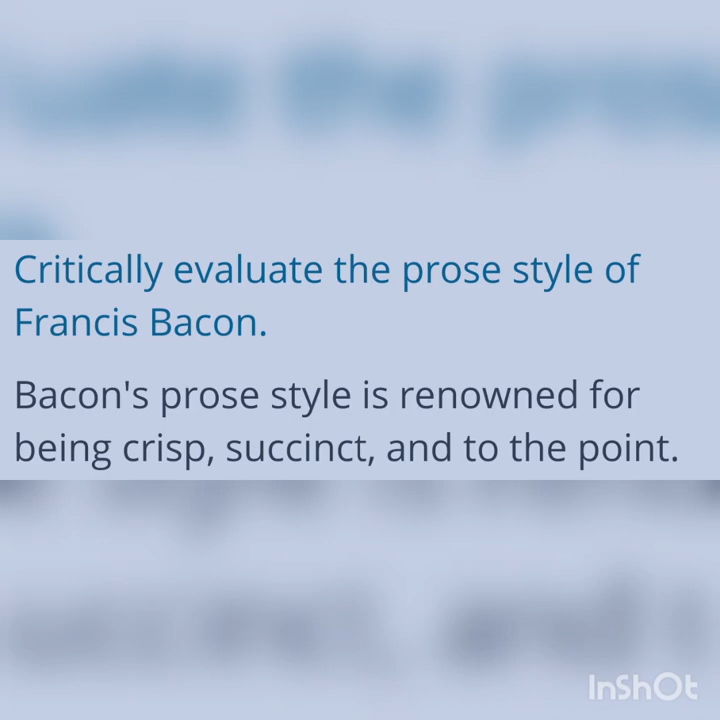 Critically evaluate the prose style of
Francis Bacon.
Bacon's prose style is renowned for
being crisp, succinct, and to the point.
InShOt